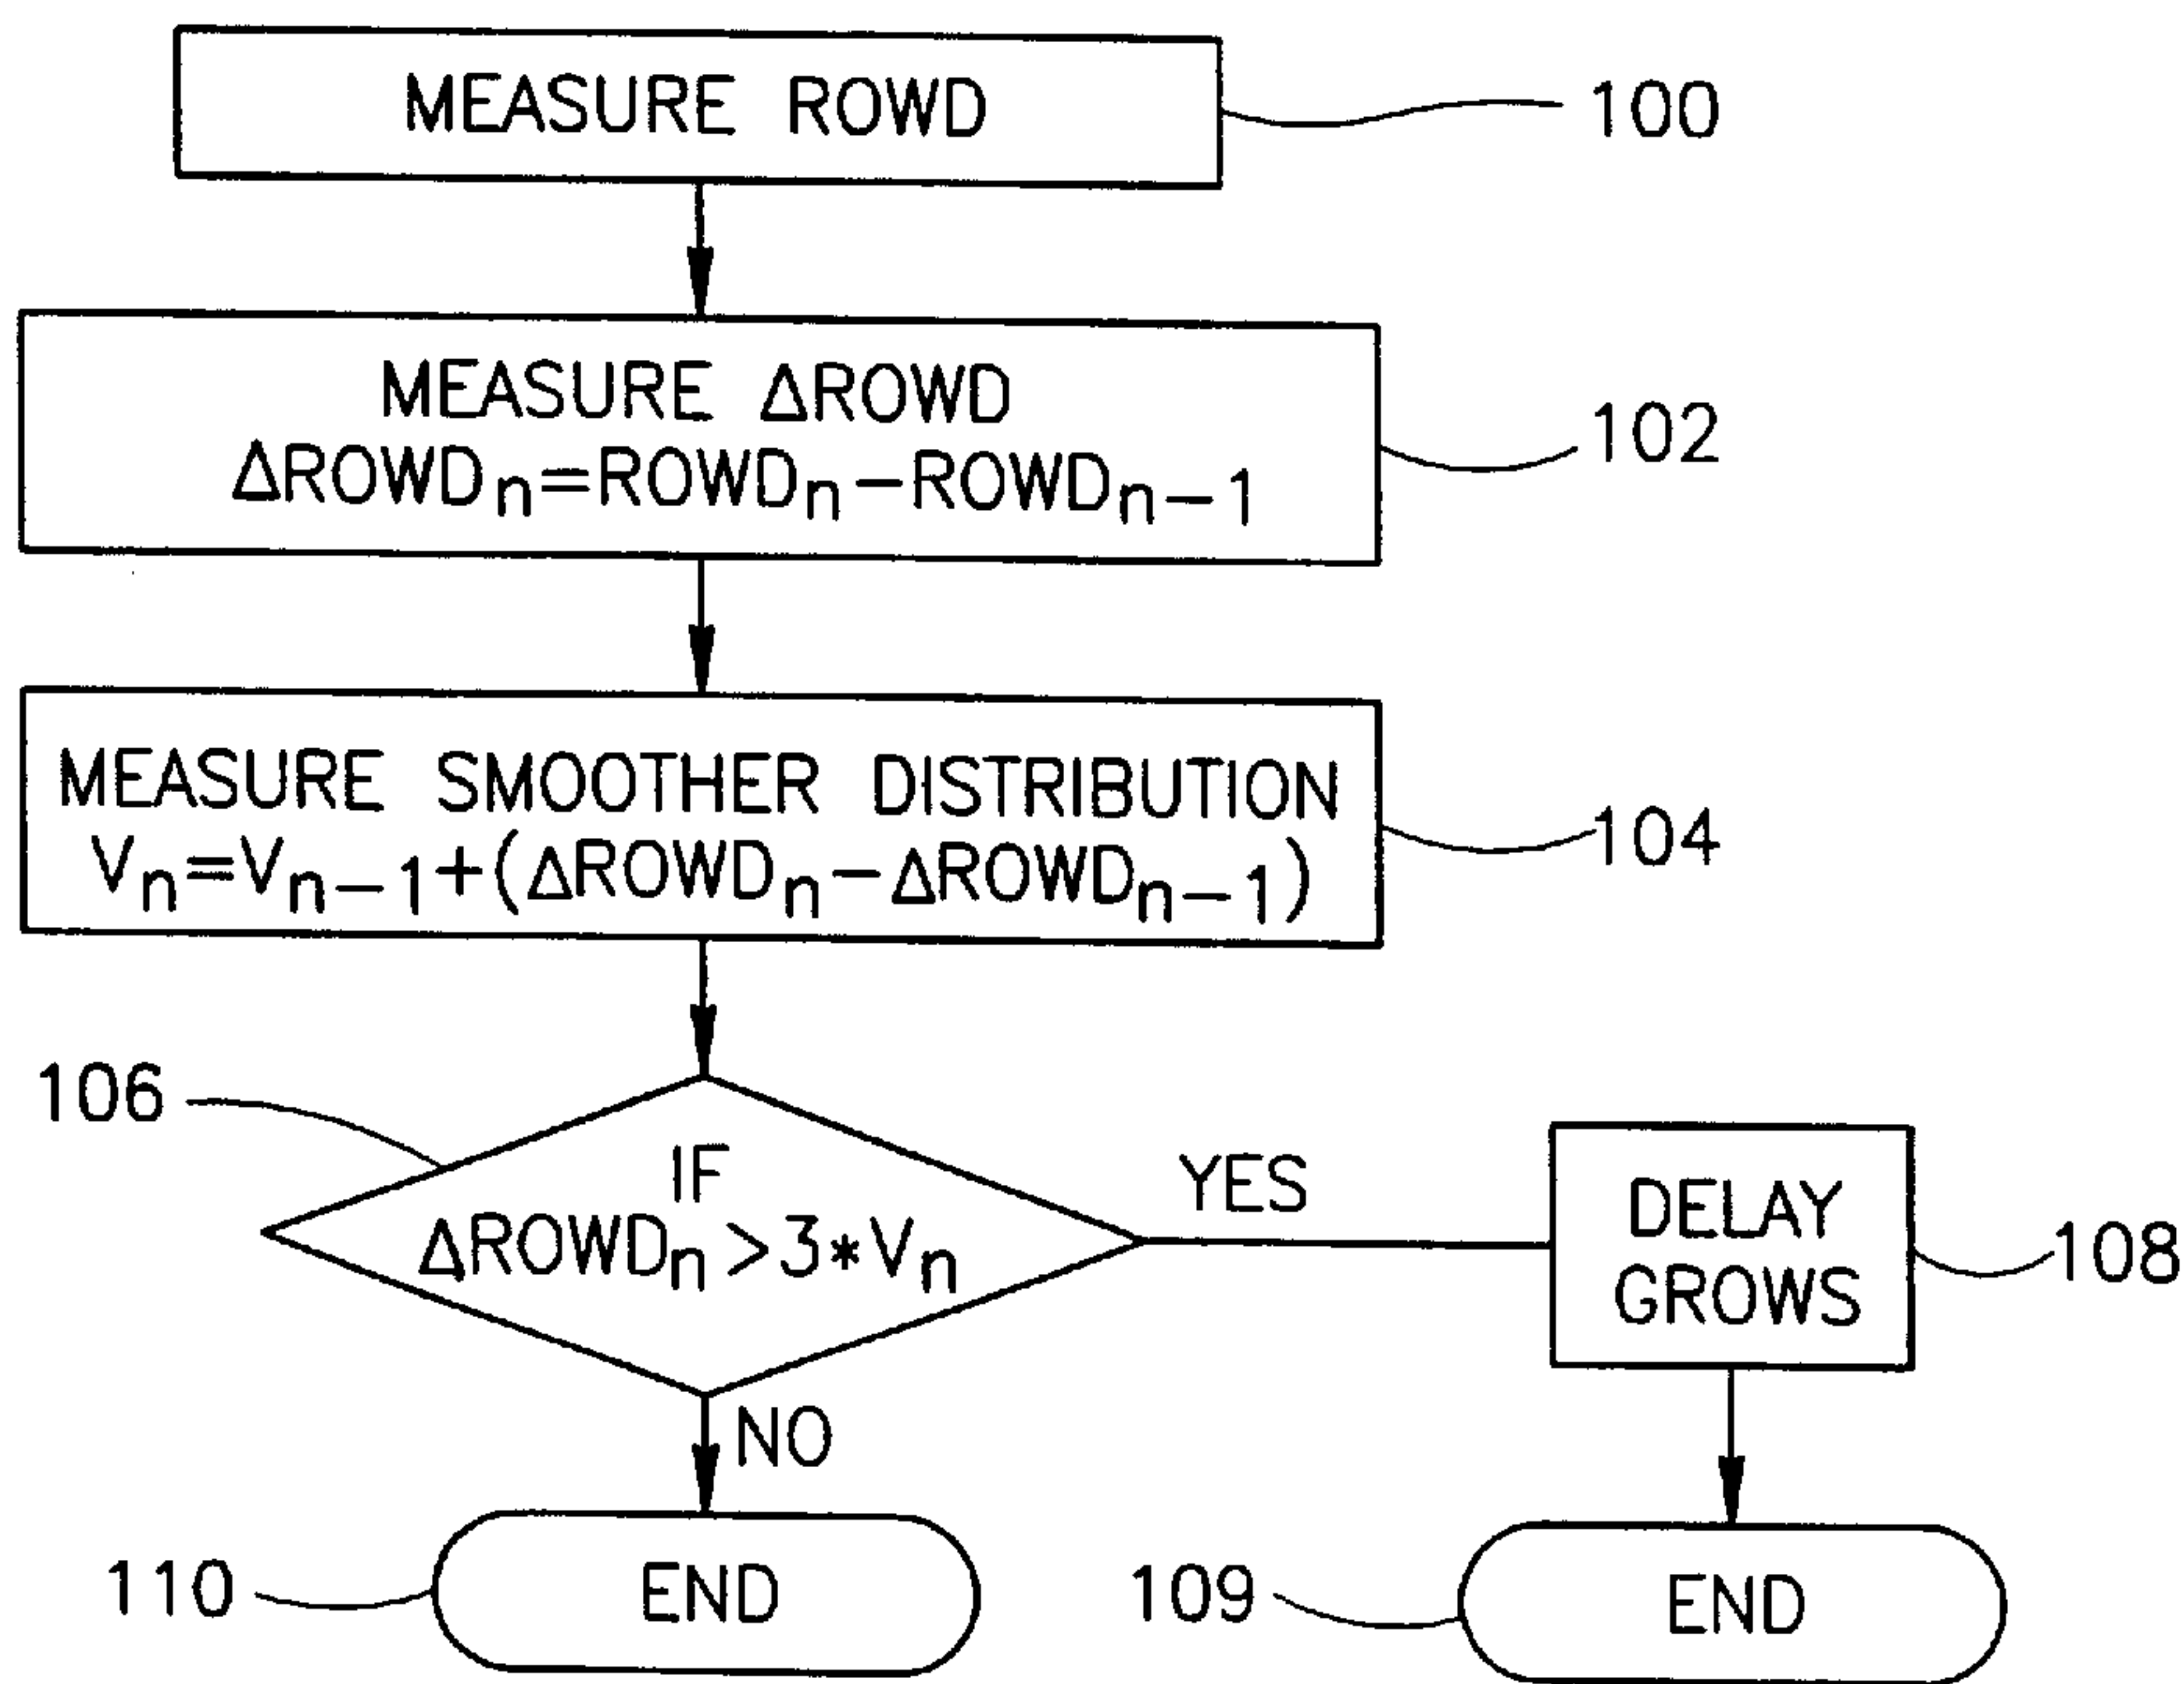 MEASURE ROWD
100
MEASURE ΔROWD
ΔROWDn=ROWDn-ROWDn-1
102
MEASURE SMOOTHER DISTRIBUTION
Vn=Vn-1+(ΔROWDn-ΔROWDn-1)
104
106
IF
ΔROWDn>3*Vn
YES
DELAY
GROWS
108
NO
110
END
109
END